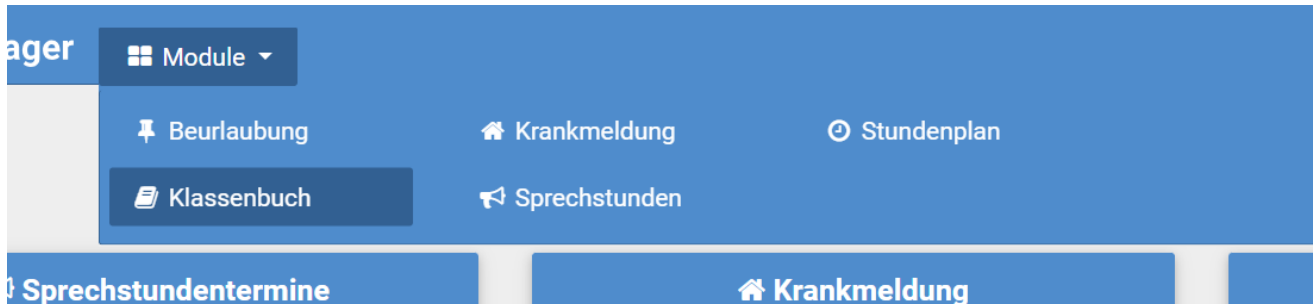 ager Module
Beurlaubung Krankmeldung Stundenplan
Klassenbuch Sprechstunden
Sprechstundentermine Krankmeldung